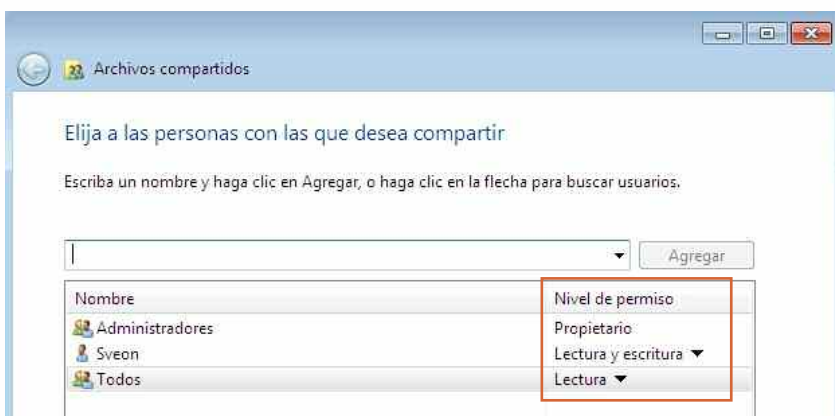 Archivos compartidos
Elija a las personas con las que desea compartir
Escriba un nombre y haga clic en Agregar, o haga clic en la flecha para buscar usuarios.
Agregar
Nombre Nivel de permiso
Administradores Propietario
Sveon Lectura y escritura
Todos Lectura